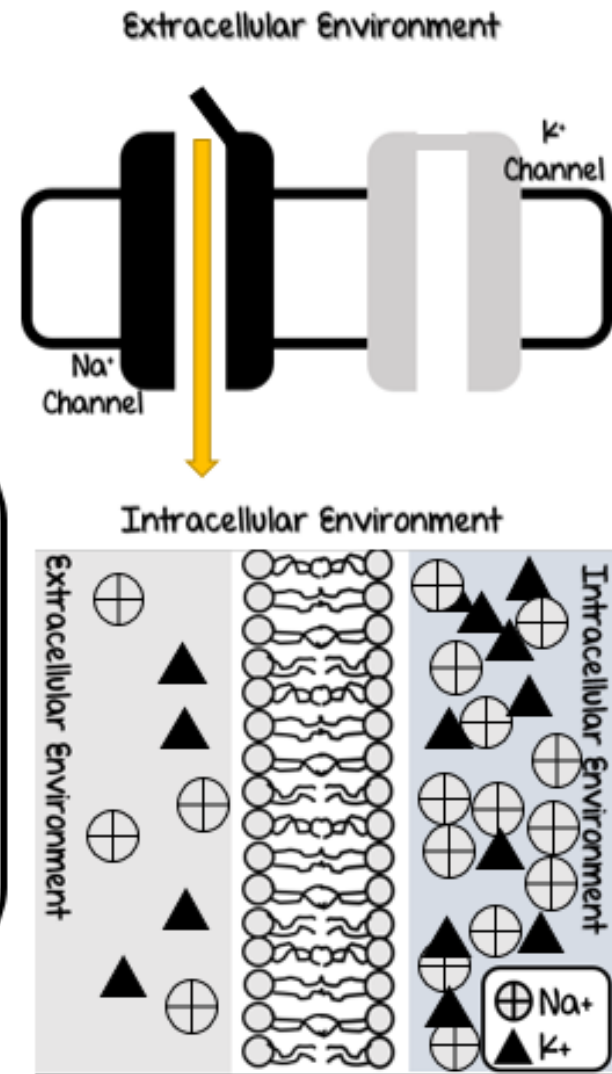 Extracellular Environment
K⁺
Channel
Na⁺
Channel
Intracellular Environment
Extracellular Environment
Intracellular Environment
Na+
K+